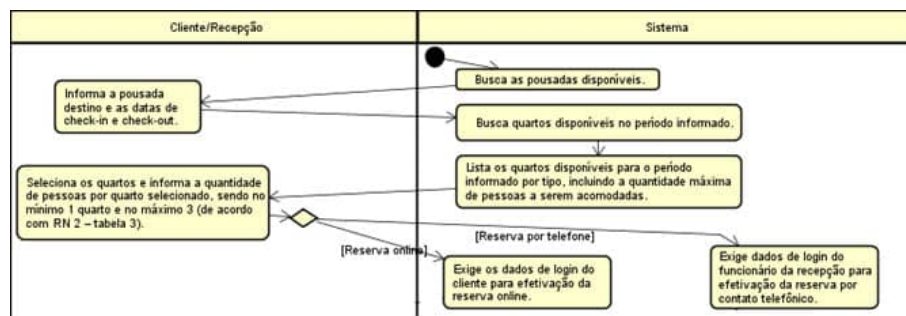 Cliente/Recepção
Sistema
Busca as pousadas disponíveis.
Informa a pousada
destino e as datas de
check-in e check-out.
Busca quartos disponíveis no período informado.
Lista os quartos disponíveis para o período
informado por tipo, incluindo a quantidade máxima
de pessoas a serem acomodadas.
Seleciona os quartos e informa a quantidade
de pessoas por quarto selecionado, sendo no
mínimo 1 quarto e no máximo 3 (de acordo
com RN 2 – tabela 3).
[Reserva por telefone]
[Reserva online]
Exige os dados de login do
cliente para efetivação da
reserva online.
Exige dados de login do
funcionário da recepção para
efetivação da reserva por
contato telefônico.